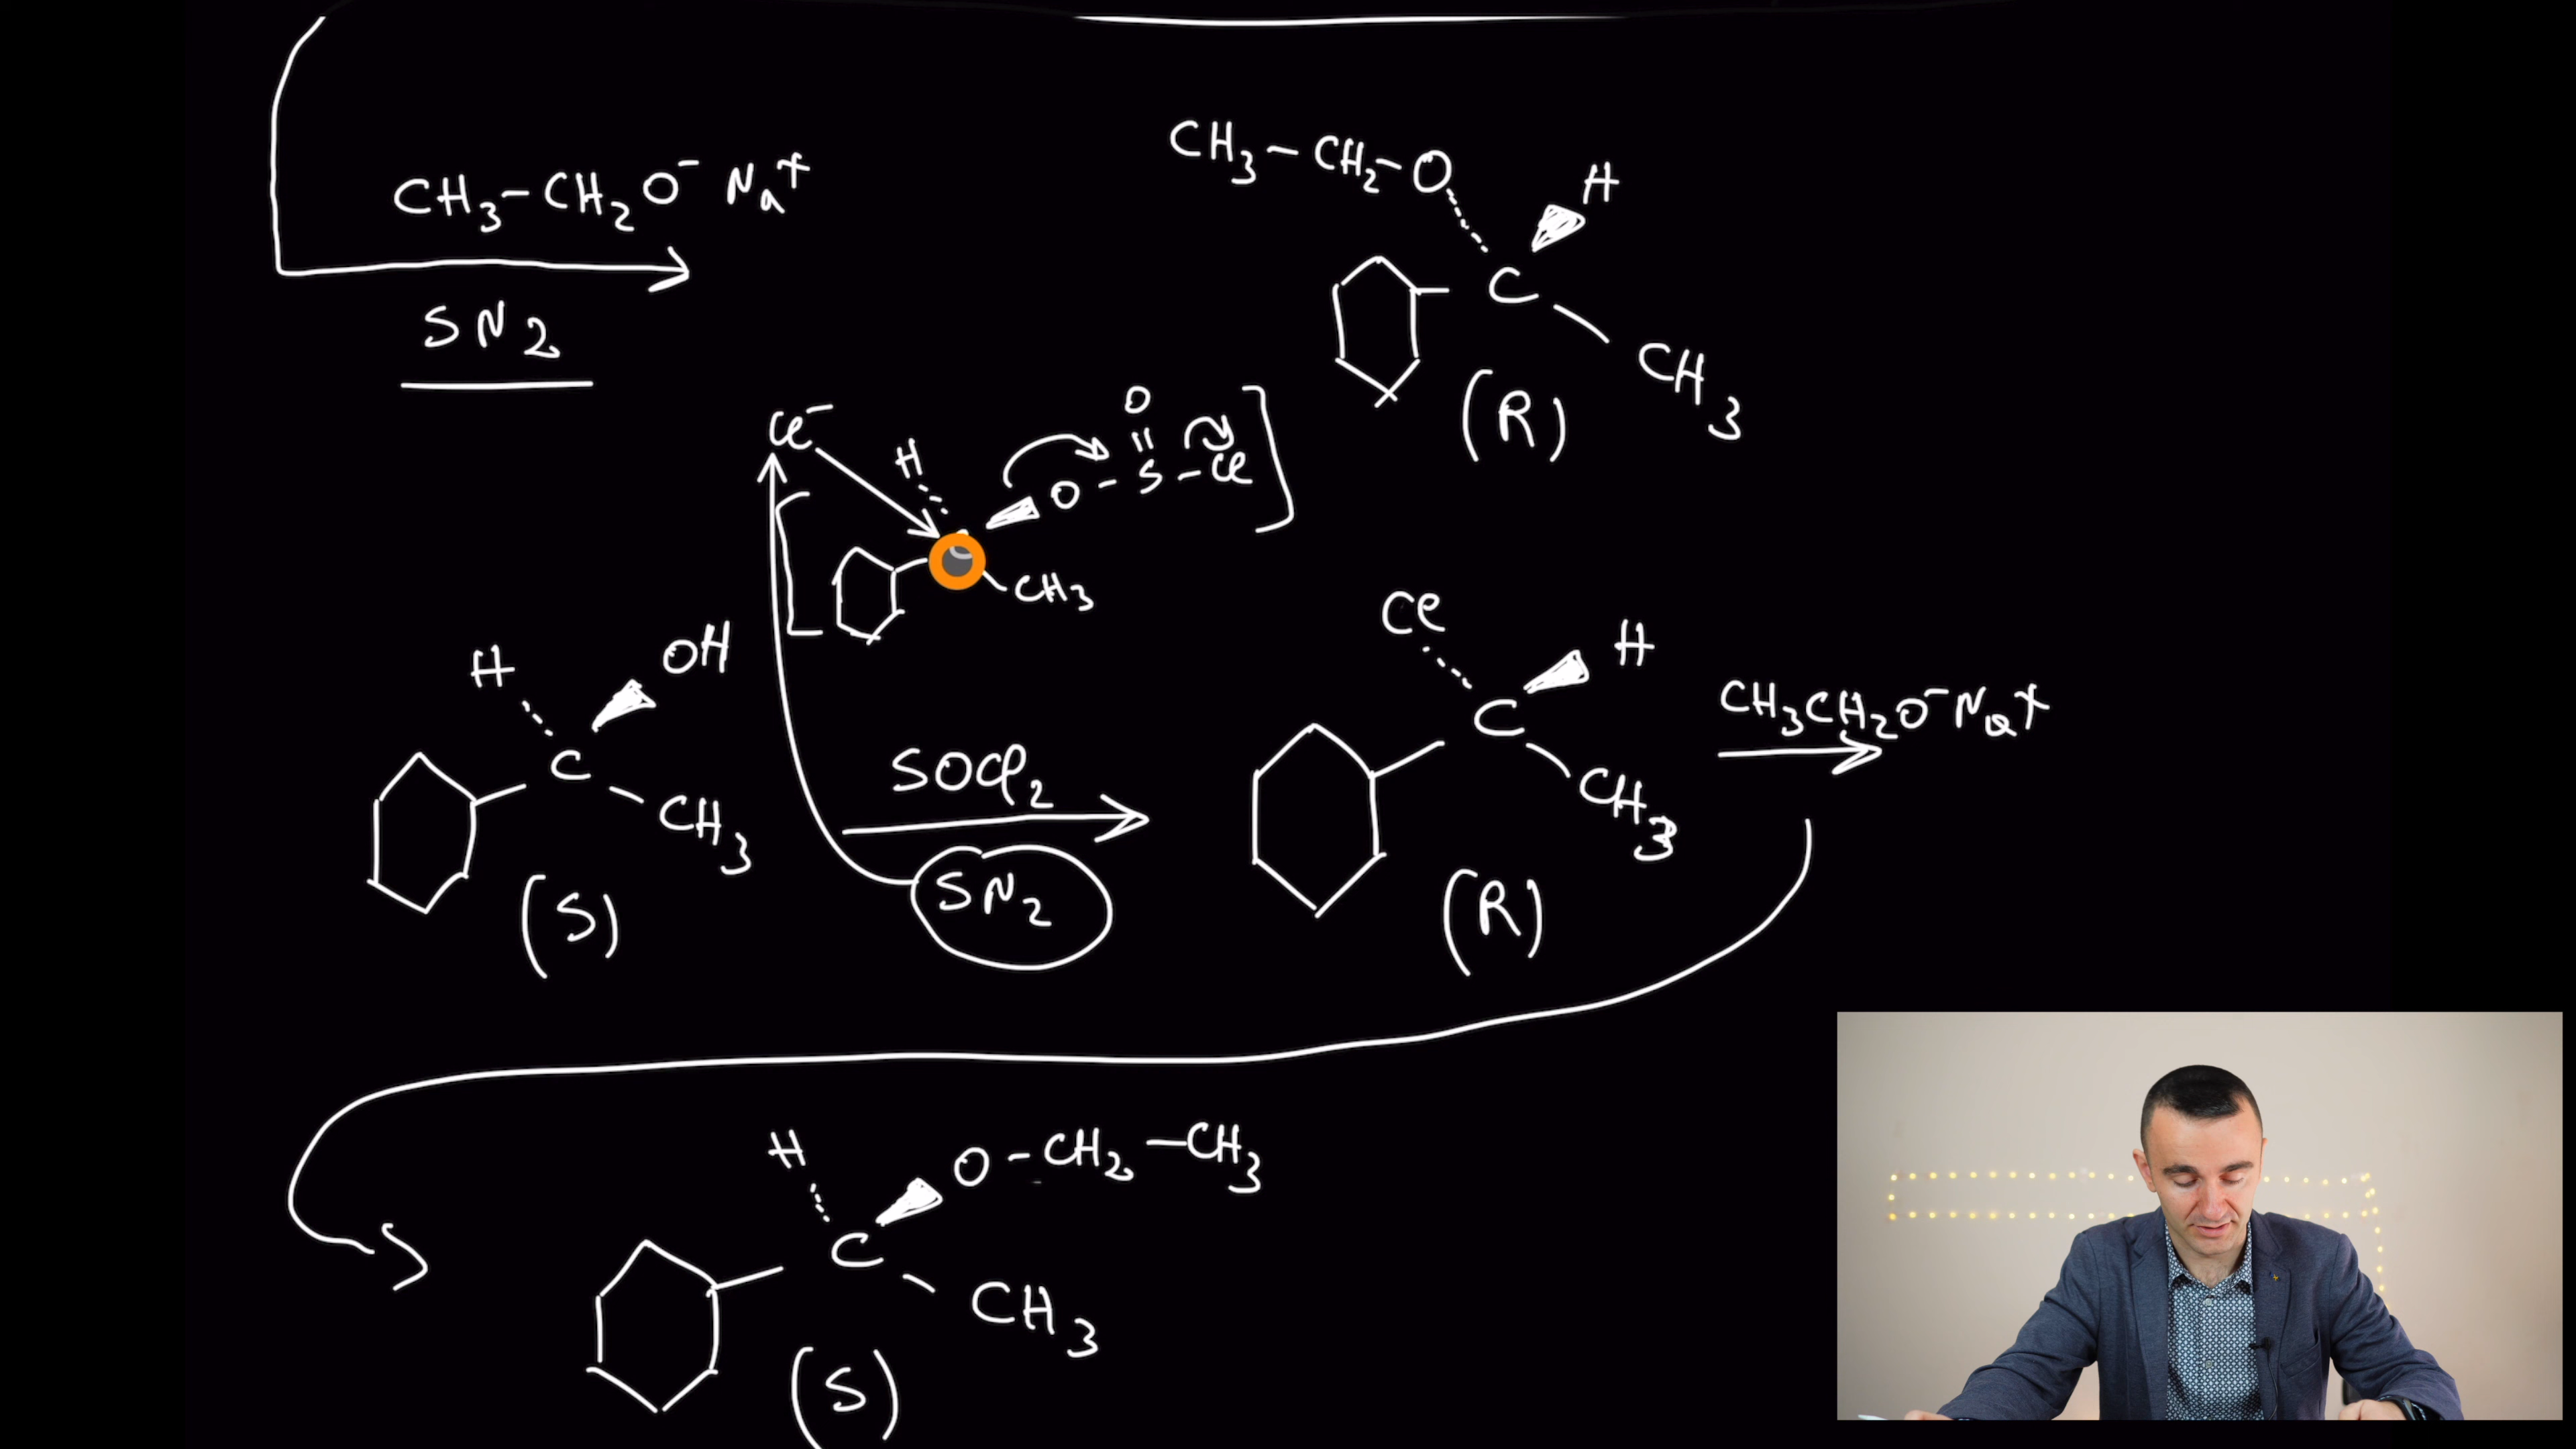 CH3-CH2O⁻ Na⁺
SN2
CH3-CH2-O
H
C
CH3
(R)
Cl⁻
H
O
O-S-Cl
CH3
H
OH
C
CH3
(S)
SOCl2
SN2
Cl
H
C
CH3
(R)
CH3CH2O⁻Na⁺
H
O-CH2-CH3
C
CH3
(S)